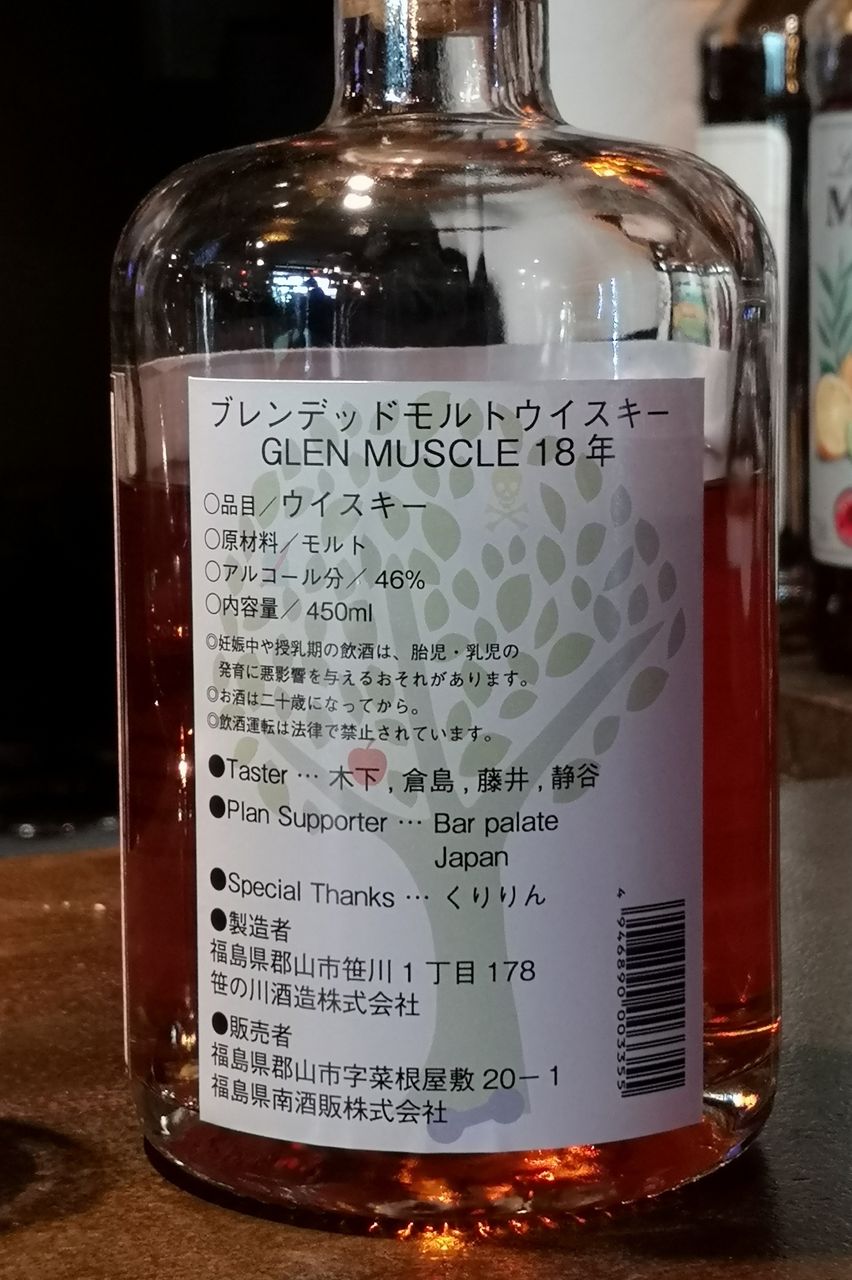 ブレンデッドモルトウイスキー
GLEN MUSCLE 18年
○品目／ウイスキー
○原材料／モルト
○アルコール分／46%
○内容量／450ml
◎妊娠中や授乳期の飲酒は、胎児・乳児の
発育に悪影響を与えるおそれがあります。
◎お酒は二十歳になってから。
◎飲酒運転は法律で禁止されています。
●Taster … 木下 , 倉島 , 藤井 , 静谷
●Plan Supporter … Bar palate
Japan
●Special Thanks … くりりん
●製造者
福島県郡山市笹川1丁目178
笹の川酒造株式会社
●販売者
福島県郡山市字菜根屋敷20－1
福島県南酒販株式会社
4 946890 003355
M